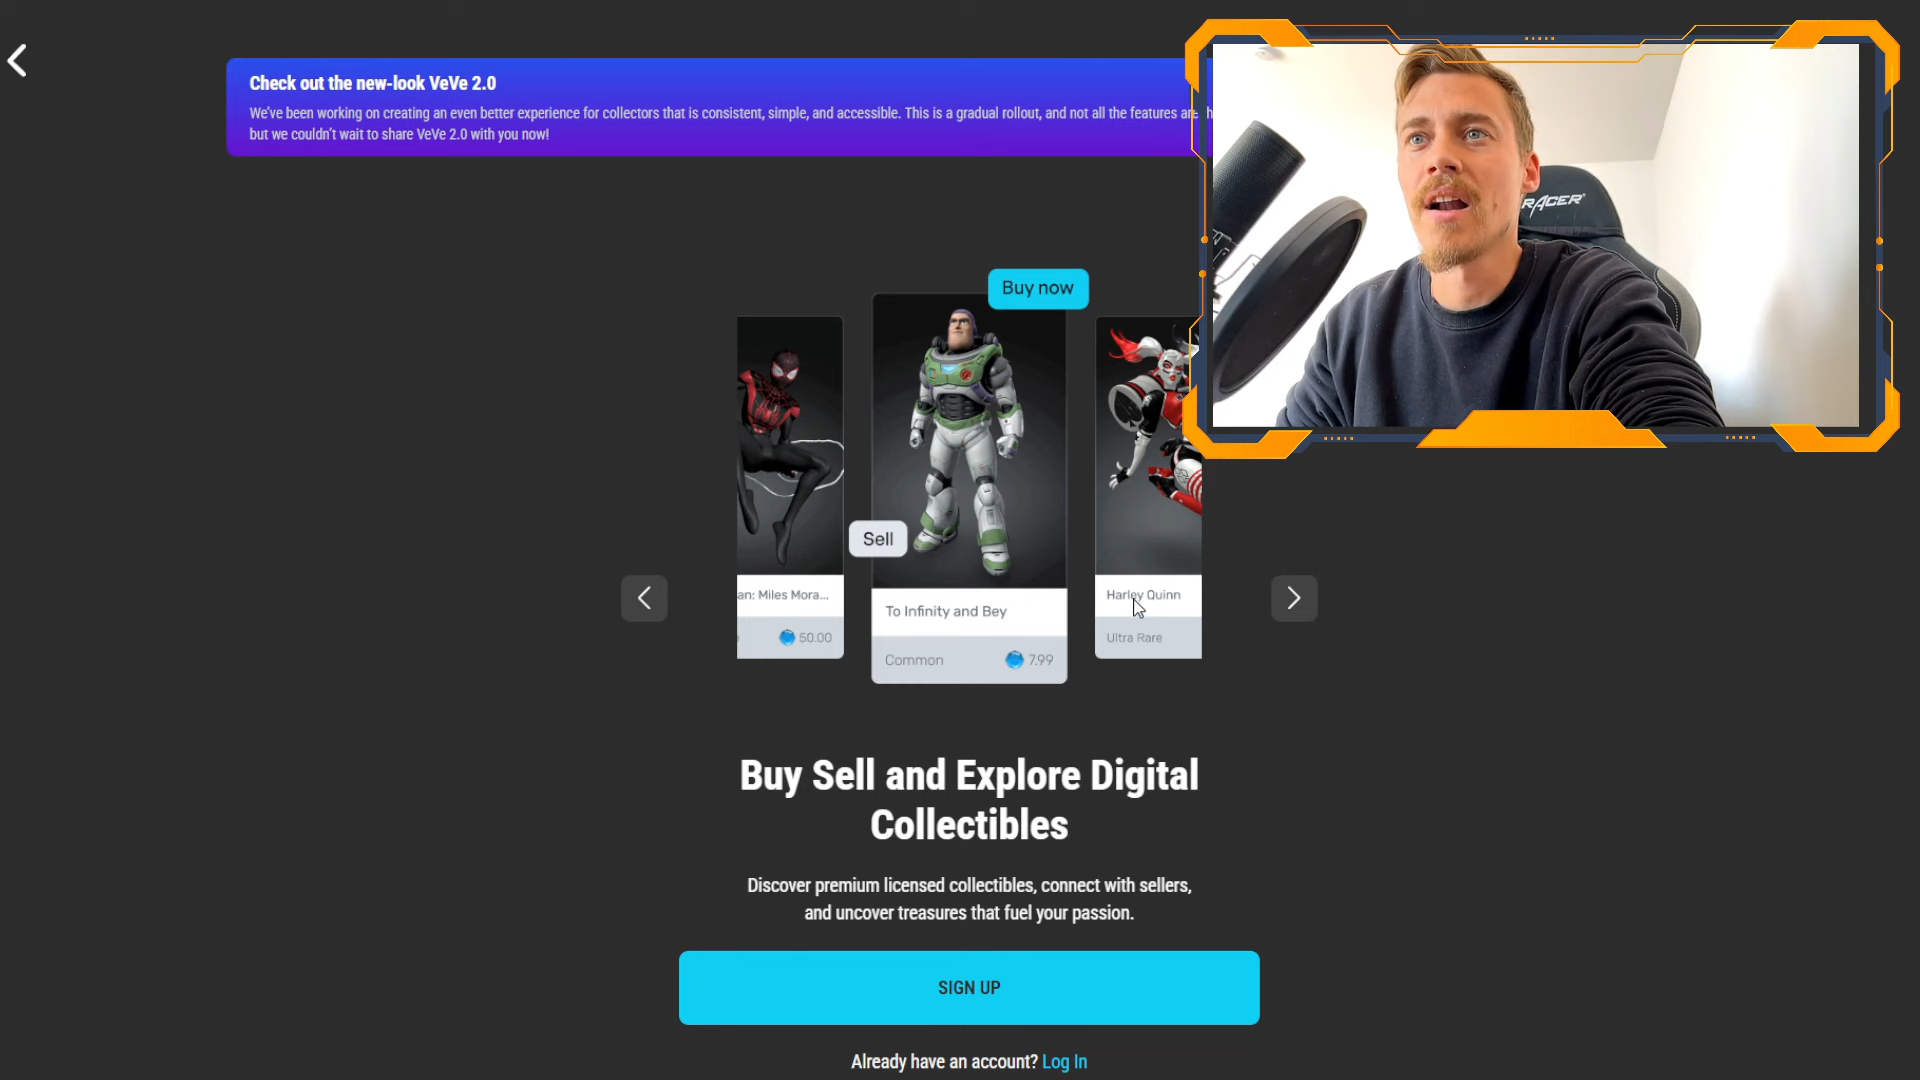 Check out the new-look VeVe 2.0
We've been working on creating an even better experience for collectors that is consistent, simple, and accessible. This is a gradual rollout, and not all the features are
but we couldn't wait to share VeVe 2.0 with you now!
RACER
Buy now
Sell
an: Miles Mora...
50.00
To Infinity and Bey
Common 7.99
Harley Quinn
Ultra Rare
Buy Sell and Explore Digital
Collectibles
Discover premium licensed collectibles, connect with sellers,
and uncover treasures that fuel your passion.
SIGN UP
Already have an account? Log In